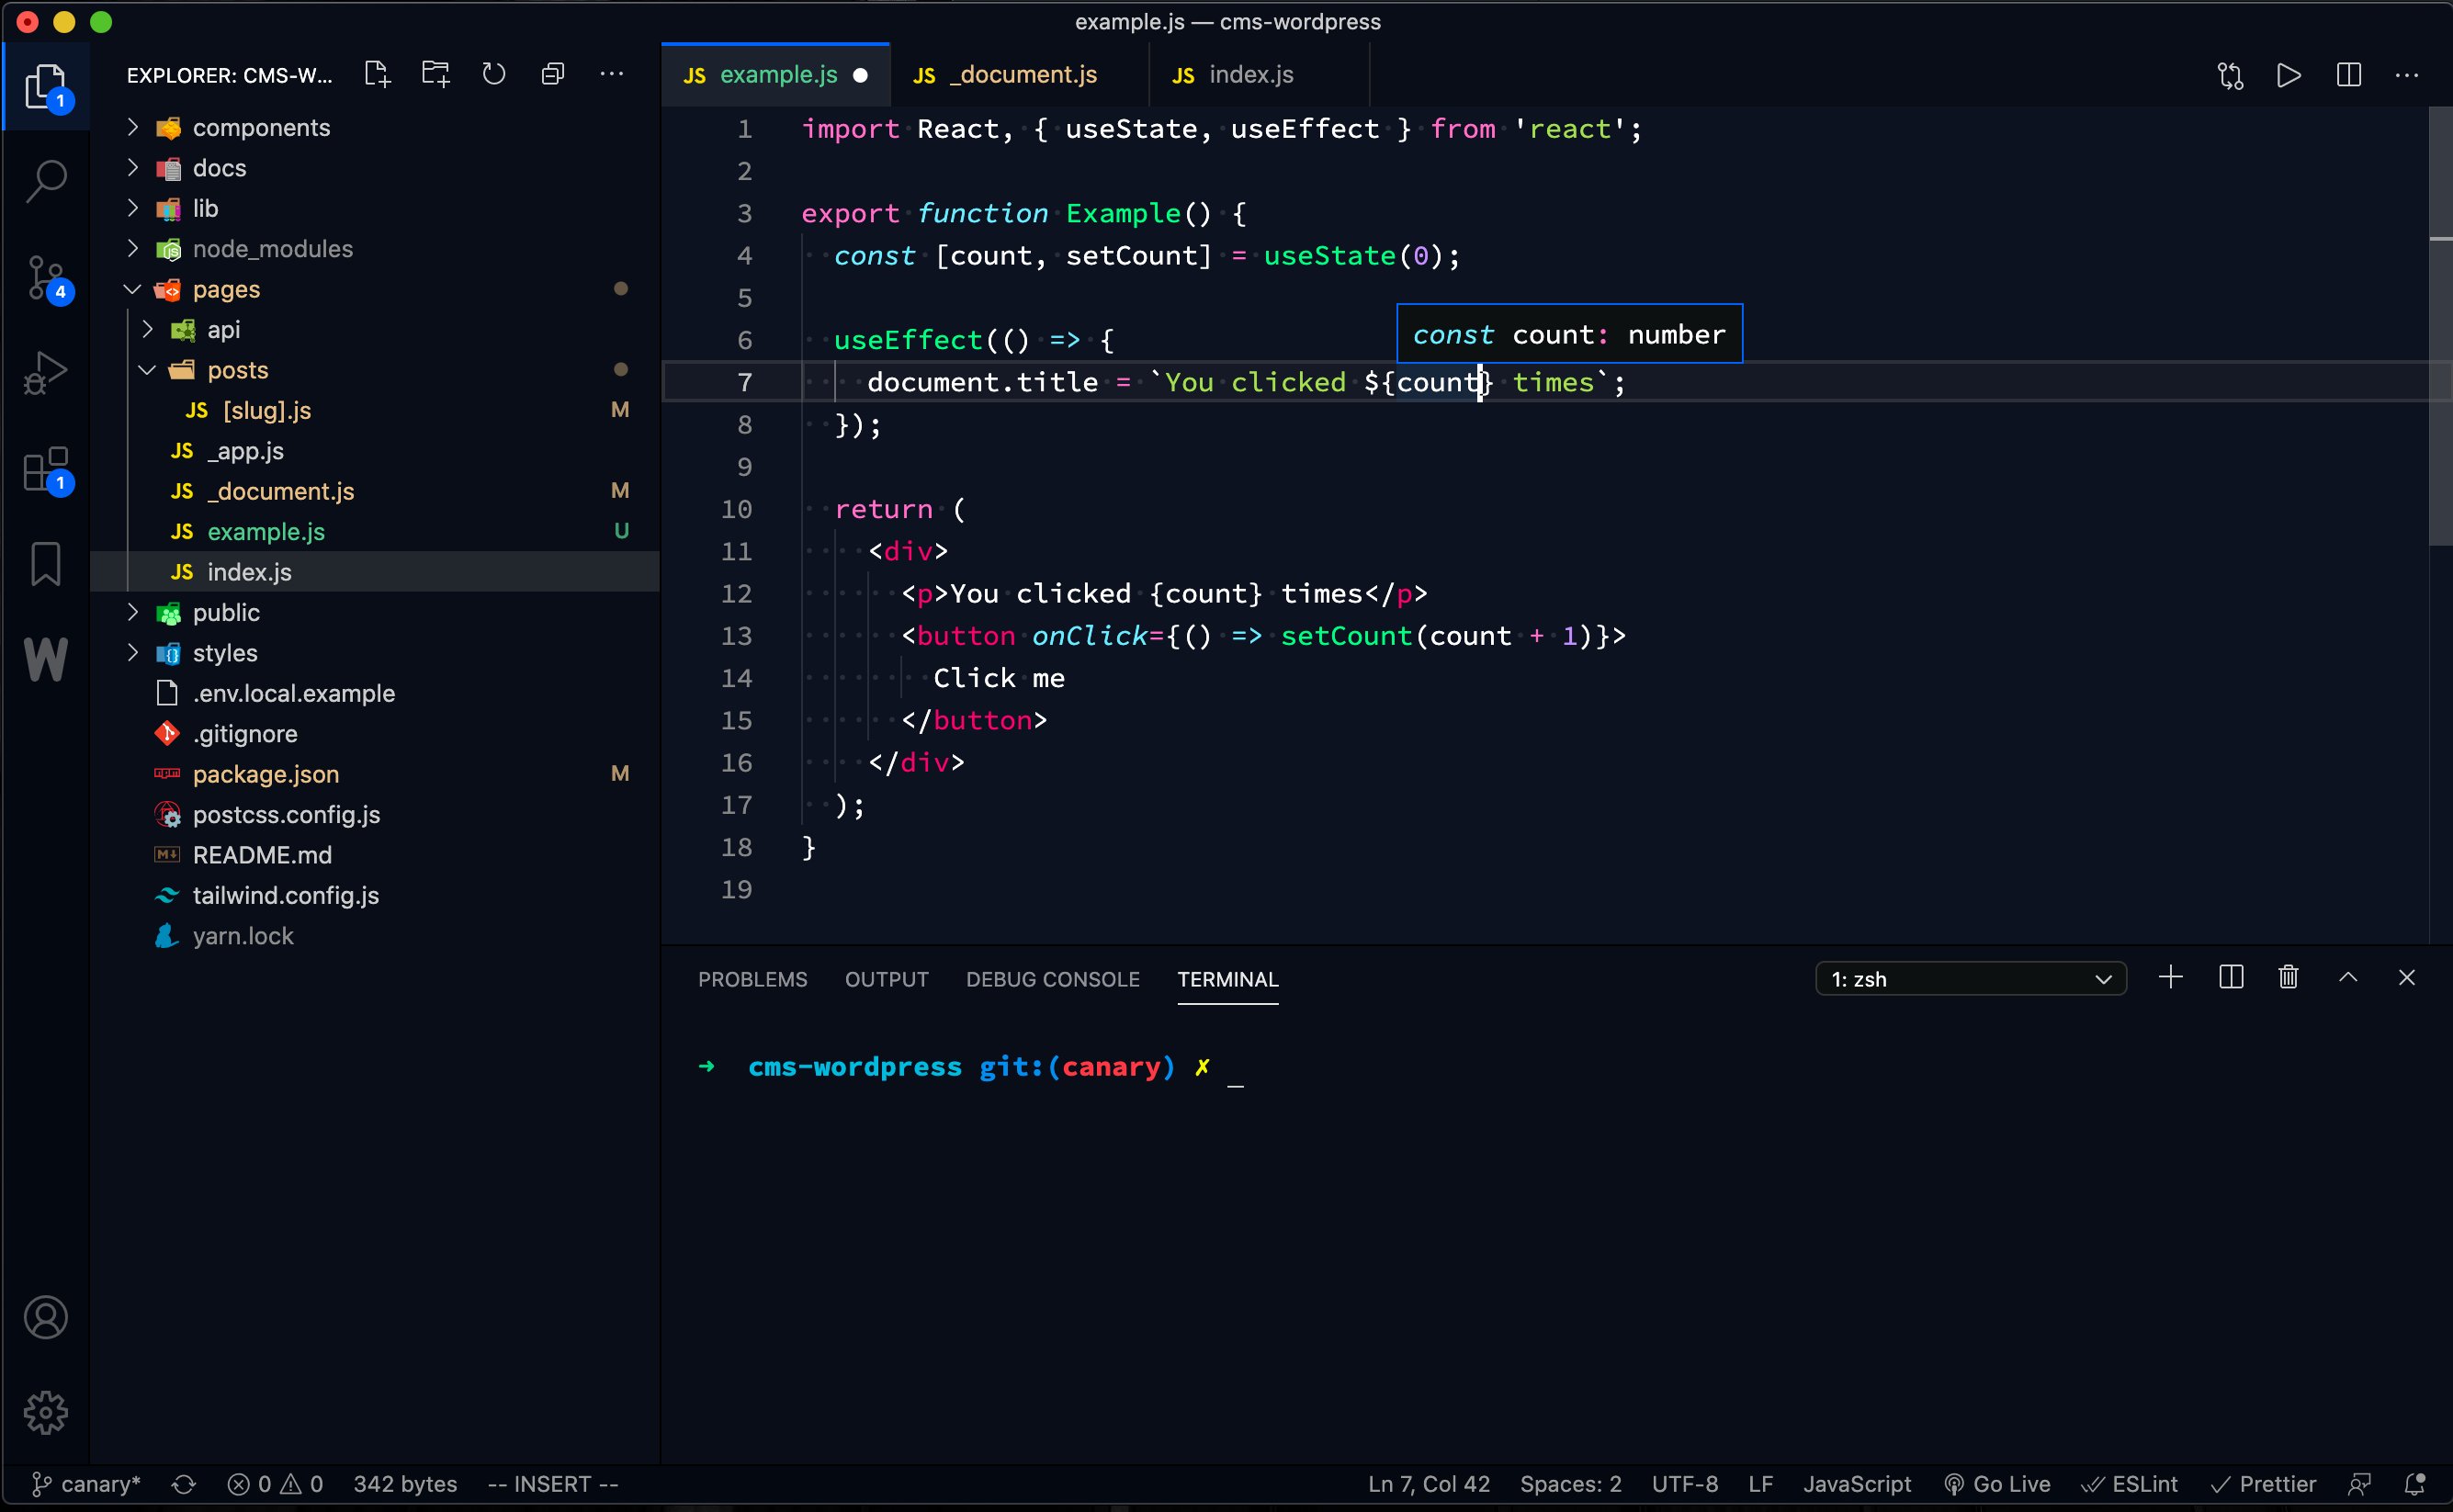 example.js — cms-wordpress
EXPLORER: CMS-W...
1
4
1
W
components
docs
lib
node_modules
pages
api
posts
JS [slug].js M
JS _app.js
JS _document.js M
JS example.js U
JS index.js
public
styles
.env.local.example
.gitignore
package.json M
postcss.config.js
README.md
tailwind.config.js
yarn.lock
JS example.js
JS _document.js
JS index.js
1 import React, { useState, useEffect } from 'react';
2
3 export function Example() {
4 const [count, setCount] = useState(0);
5
const count: number
6 useEffect(() => {
7 document.title = `You clicked ${count} times`;
8 });
9
10 return (
11 <div>
12 <p>You clicked {count} times</p>
13 <button onClick={() => setCount(count + 1)}>
14 Click me
15 </button>
16 </div>
17 );
18 }
19
PROBLEMS OUTPUT DEBUG CONSOLE TERMINAL 1: zsh
➜ cms-wordpress git:(canary) ✗ _
canary* 0 0 342 bytes -- INSERT -- Ln 7, Col 42 Spaces: 2 UTF-8 LF JavaScript Go Live ESLint Prettier